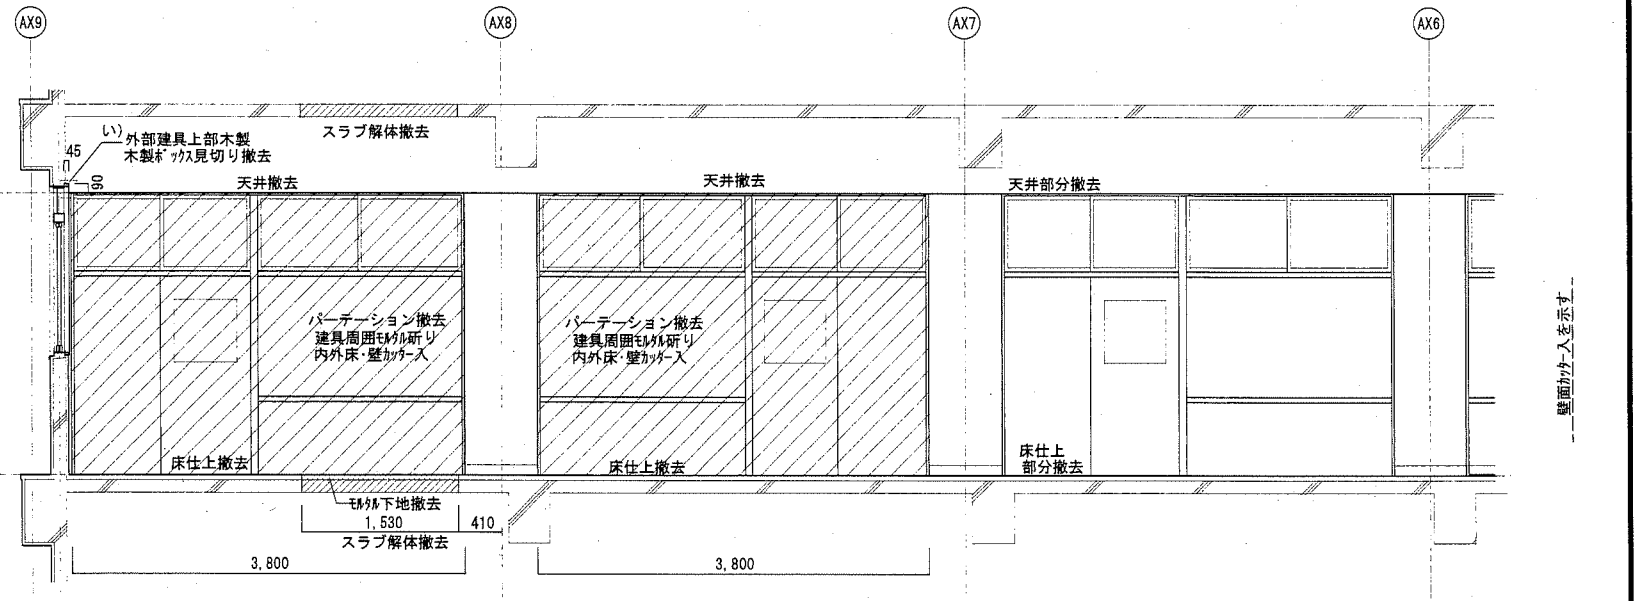 AX9
AX8
AX7
AX6
スラブ解体撤去
い)
外部建具上部木製
木製ﾎﾞｯｸｽ見切り撤去
45
90
天井撤去
天井撤去
天井部分撤去
パーテーション撤去
建具周囲ﾓﾙﾀﾙ斫り
内外床・壁ｶｯﾀｰ入
パーテーション撤去
建具周囲ﾓﾙﾀﾙ斫り
内外床・壁ｶｯﾀｰ入
壁面ｶｯﾀｰ入を示す
床仕上撤去
床仕上撤去
床仕上
部分撤去
ﾓﾙﾀﾙ下地撤去
1,530
410
スラブ解体撤去
3,800
3,800